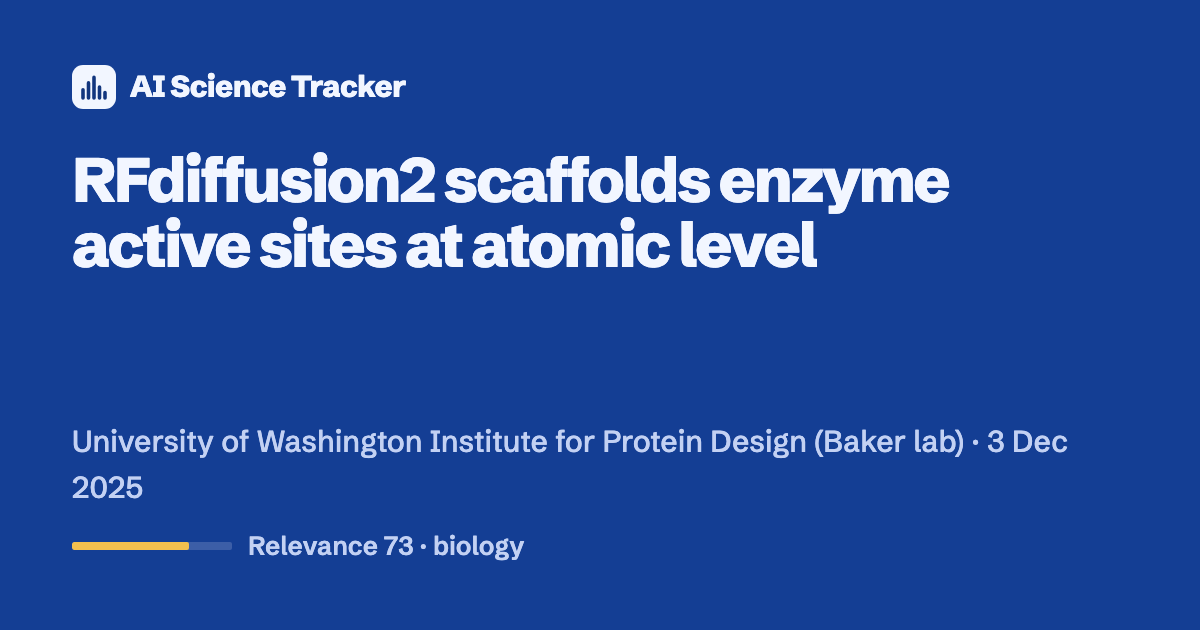 AI Science Tracker
RFdiffusion2 scaffolds enzyme
active sites at atomic level
University of Washington Institute for Protein Design (Baker lab) · 3 Dec
2025
Relevance 73 · biology